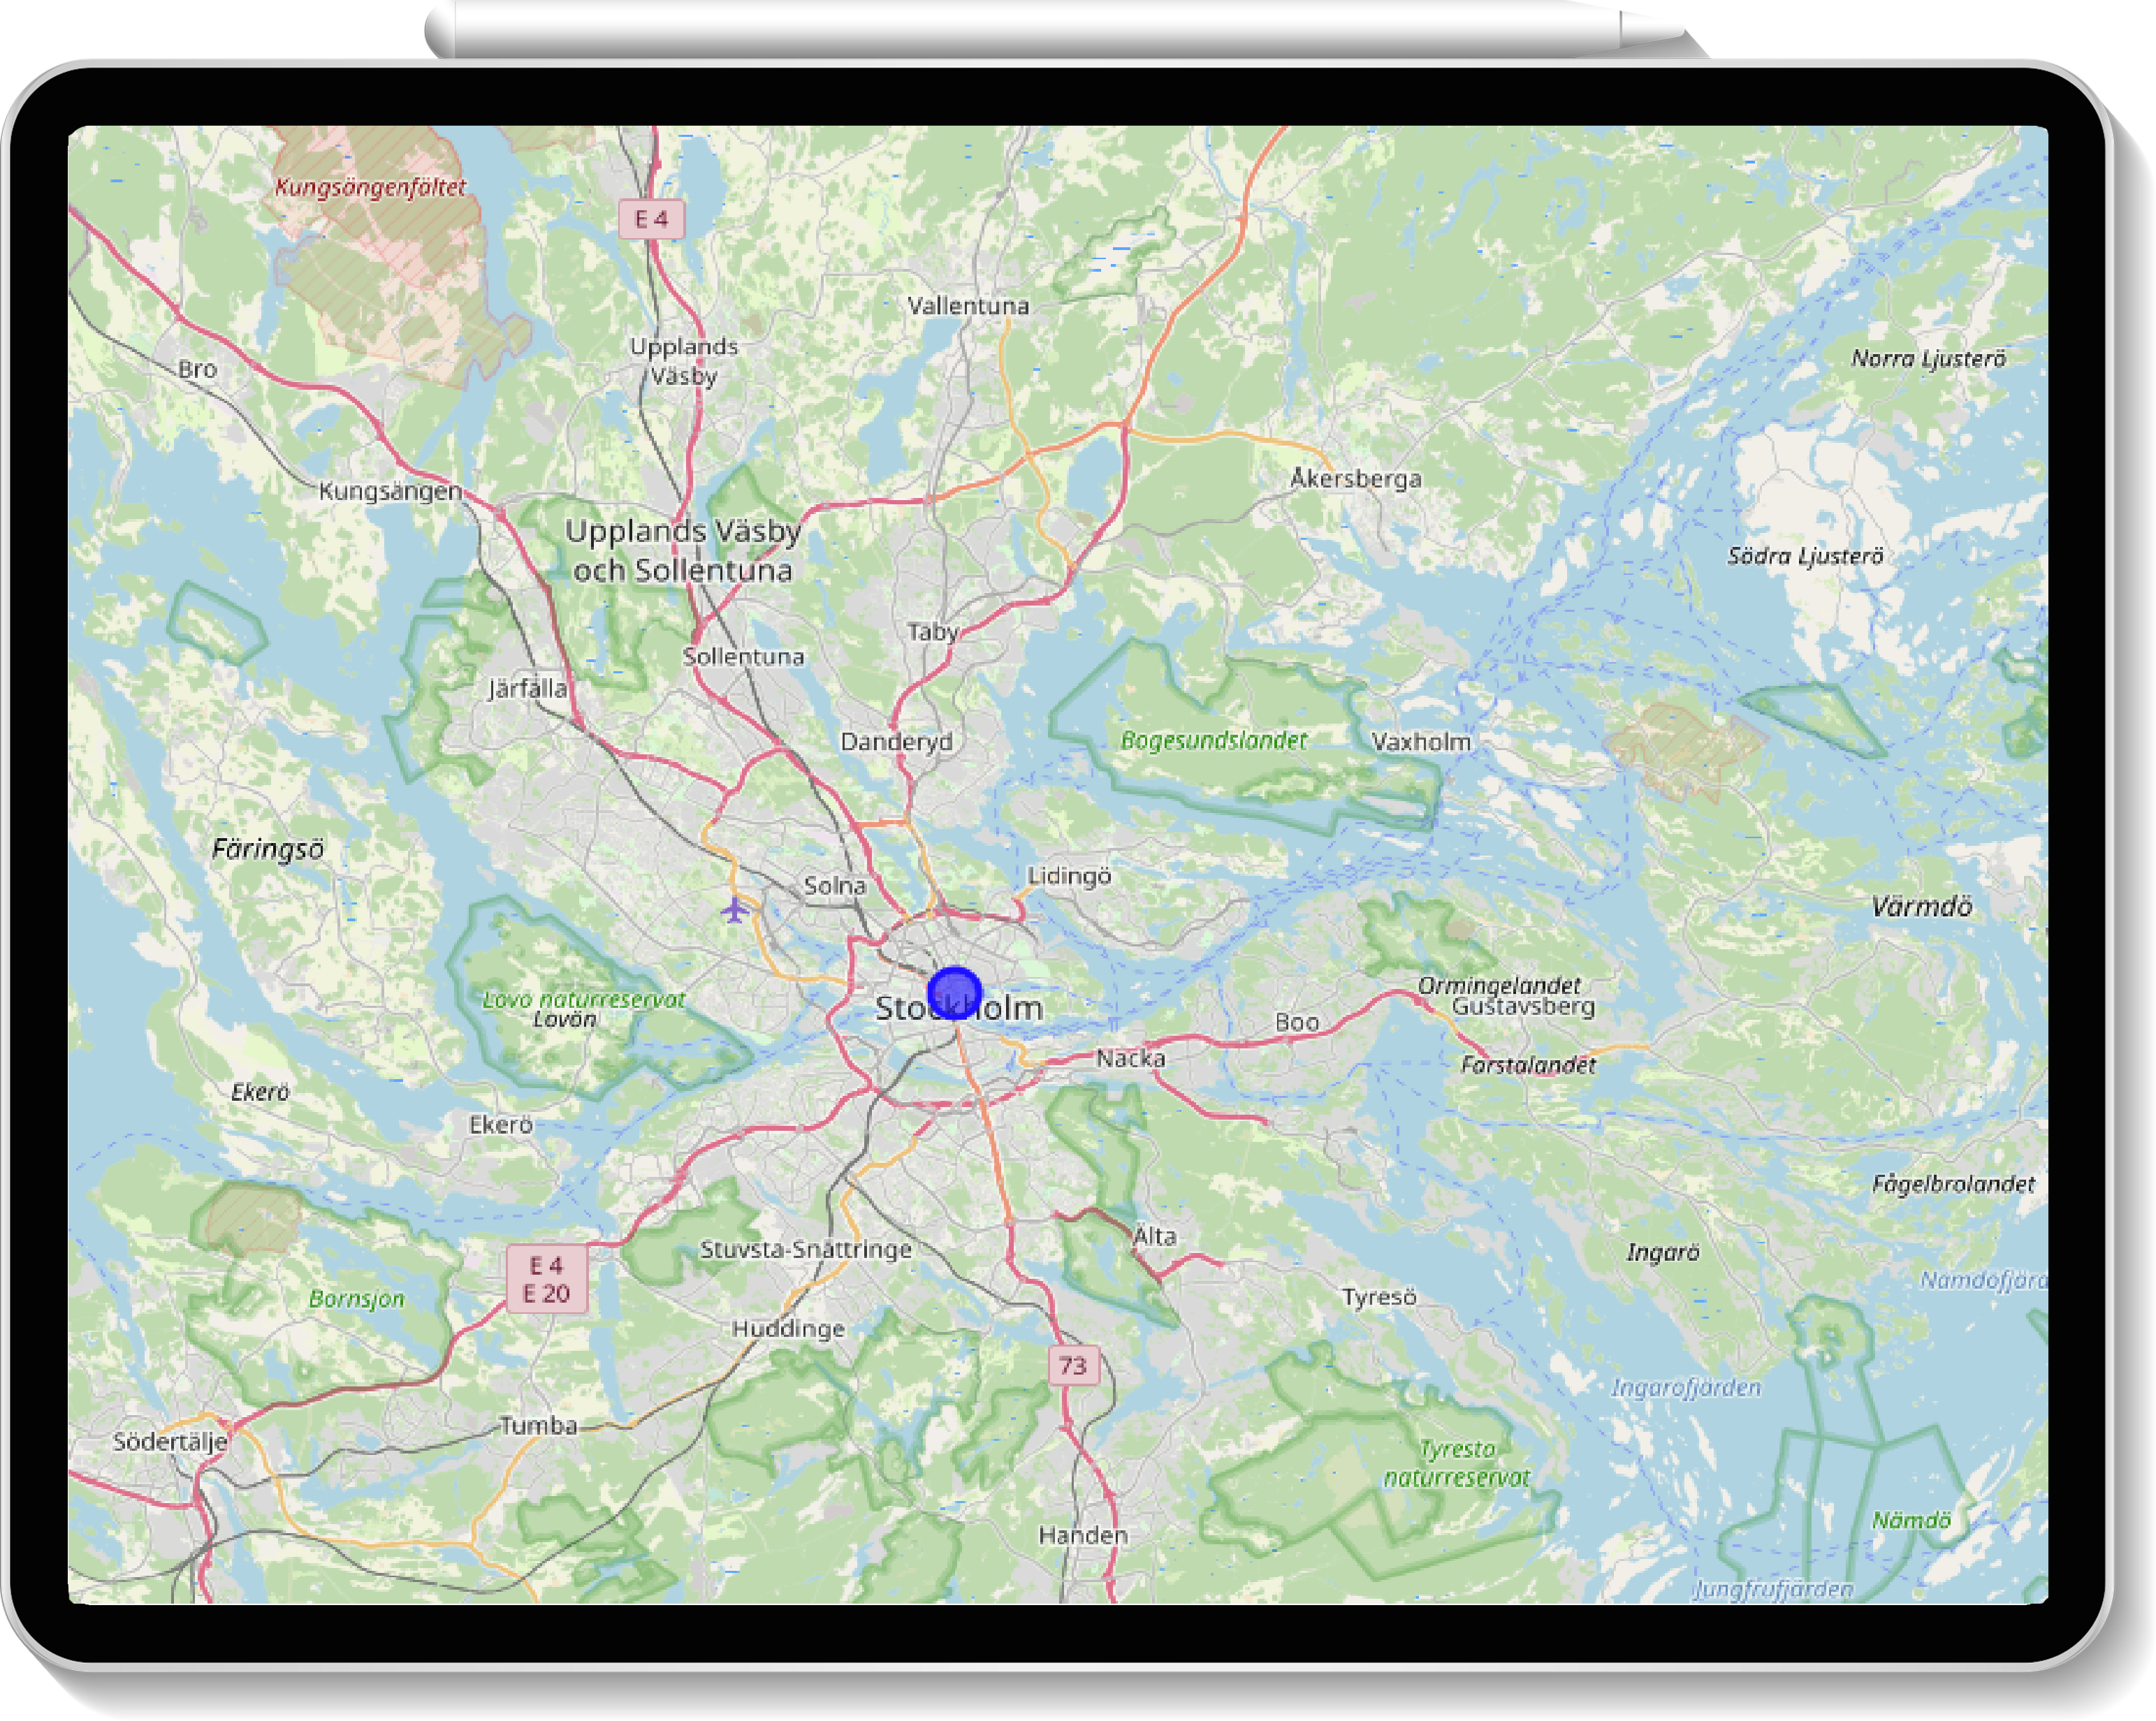 Kungsängenfältet
E 4
Vallentuna
Upplands
Väsby
Norra Ljusterö
Bro
Åkersberga
Kungsängen
Upplands Väsby
och Sollentuna
Södra Ljusterö
Täby
Sollentuna
Järfälla
Danderyd
Bogesundslandet
Vaxholm
Färingsö
Solna
Lidingö
Värmdö
Lovö naturreservat
Lovön
Stockholm
Ormingelandet
Gustavsberg
Boo
Nacka
Farstalandet
Ekerö
Ekerö
Fågelbrolandet
Älta
Stuvsta-Snättringe
Ingarö
E 4
E 20
Namdöfjärd
Bornsjön
Tyresö
Huddinge
73
Ingaröfjärden
Tumba
Södertälje
Tyresta
naturreservat
Nämdö
Handen
Jungfrufjärden